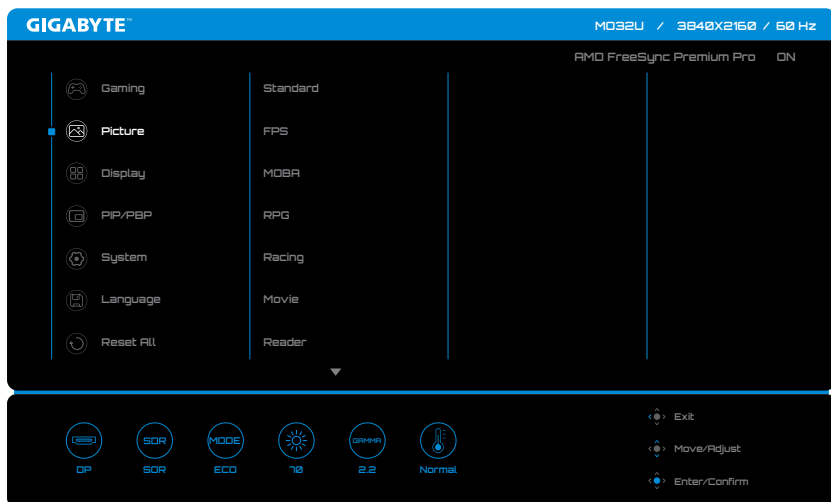 GIGABYTE™ MO32U / 3840X2160 / 60 Hz
AMD FreeSync Premium Pro ON
Gaming
Picture
Display
PIP/PBP
System
Language
Reset All
Standard
FPS
MOBA
RPG
Racing
Movie
Reader
SDR
MODE
GAMMA
DP
SDR
ECO
70
2.2
Normal
Exit
Move/Adjust
Enter/Confirm